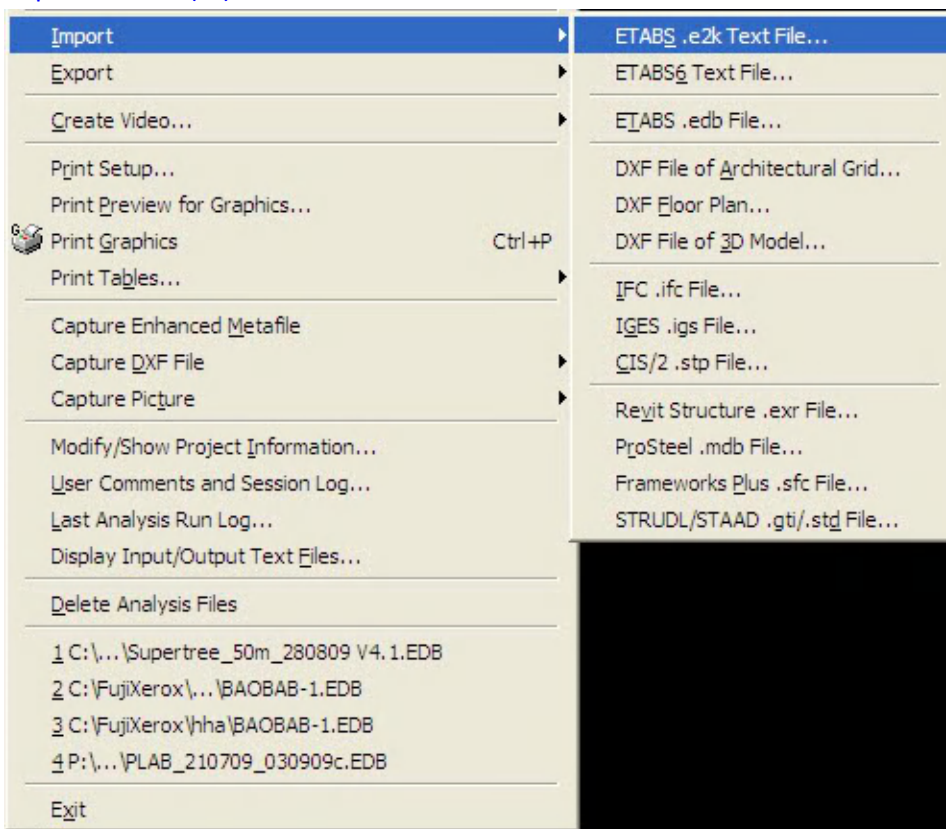 Import
Export
Create Video...
Print Setup...
Print Preview for Graphics...
Print Graphics Ctrl+P
Print Tables...
Capture Enhanced Metafile
Capture DXF File
Capture Picture
Modify/Show Project Information...
User Comments and Session Log...
Last Analysis Run Log...
Display Input/Output Text Files...
Delete Analysis Files
1 C:\...\Supertree_50m_280809 V4.1.EDB
2 C:\FujiXerox\...\BAOBAB-1.EDB
3 C:\FujiXerox\hha\BAOBAB-1.EDB
4 P:\...\PLAB_210709_030909c.EDB
Exit
ETABS .e2k Text File...
ETABS6 Text File...
ETABS .edb File...
DXF File of Architectural Grid...
DXF Floor Plan...
DXF File of 3D Model...
IFC .ifc File...
IGES .igs File...
CIS/2 .stp File...
Revit Structure .exr File...
ProSteel .mdb File...
Frameworks Plus .sfc File...
STRUDL/STAAD .gti/.std File...